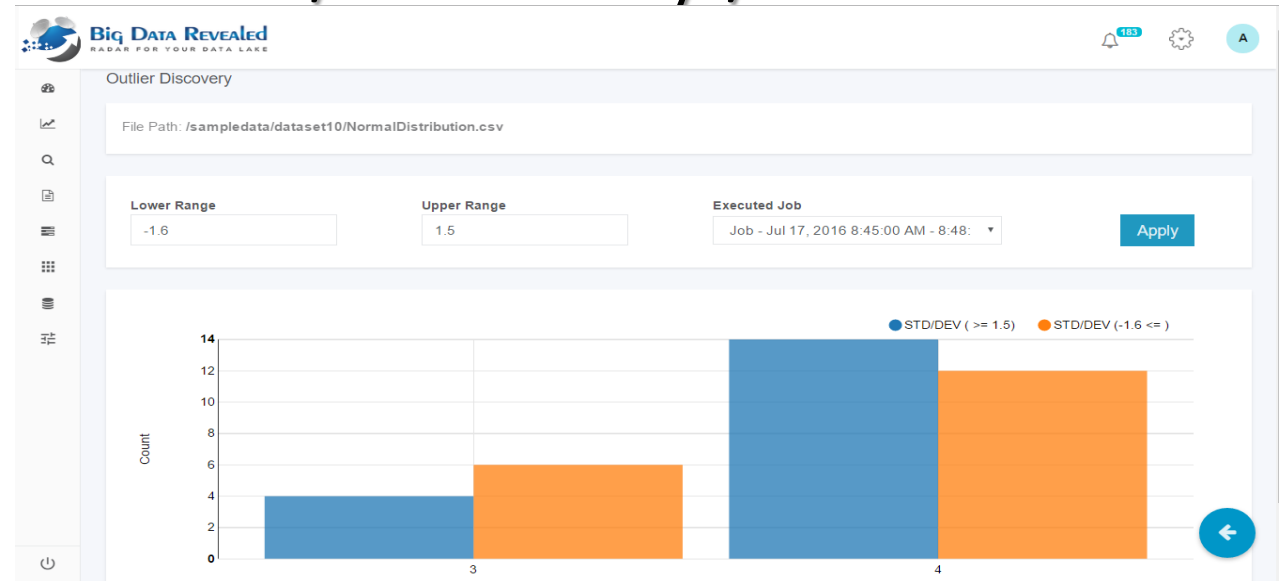 Big Data Revealed
RADAR FOR YOUR DATA LAKE
183
A
Outlier Discovery
File Path: /sampledata/dataset10/NormalDistribution.csv
Lower Range
Upper Range
Executed Job
-1.6
1.5
Job - Jul 17, 2016 8:45:00 AM - 8:48:
Apply
STD/DEV ( >= 1.5)
STD/DEV (-1.6 <= )
14
12
10
8
6
4
2
0
Count
3
4